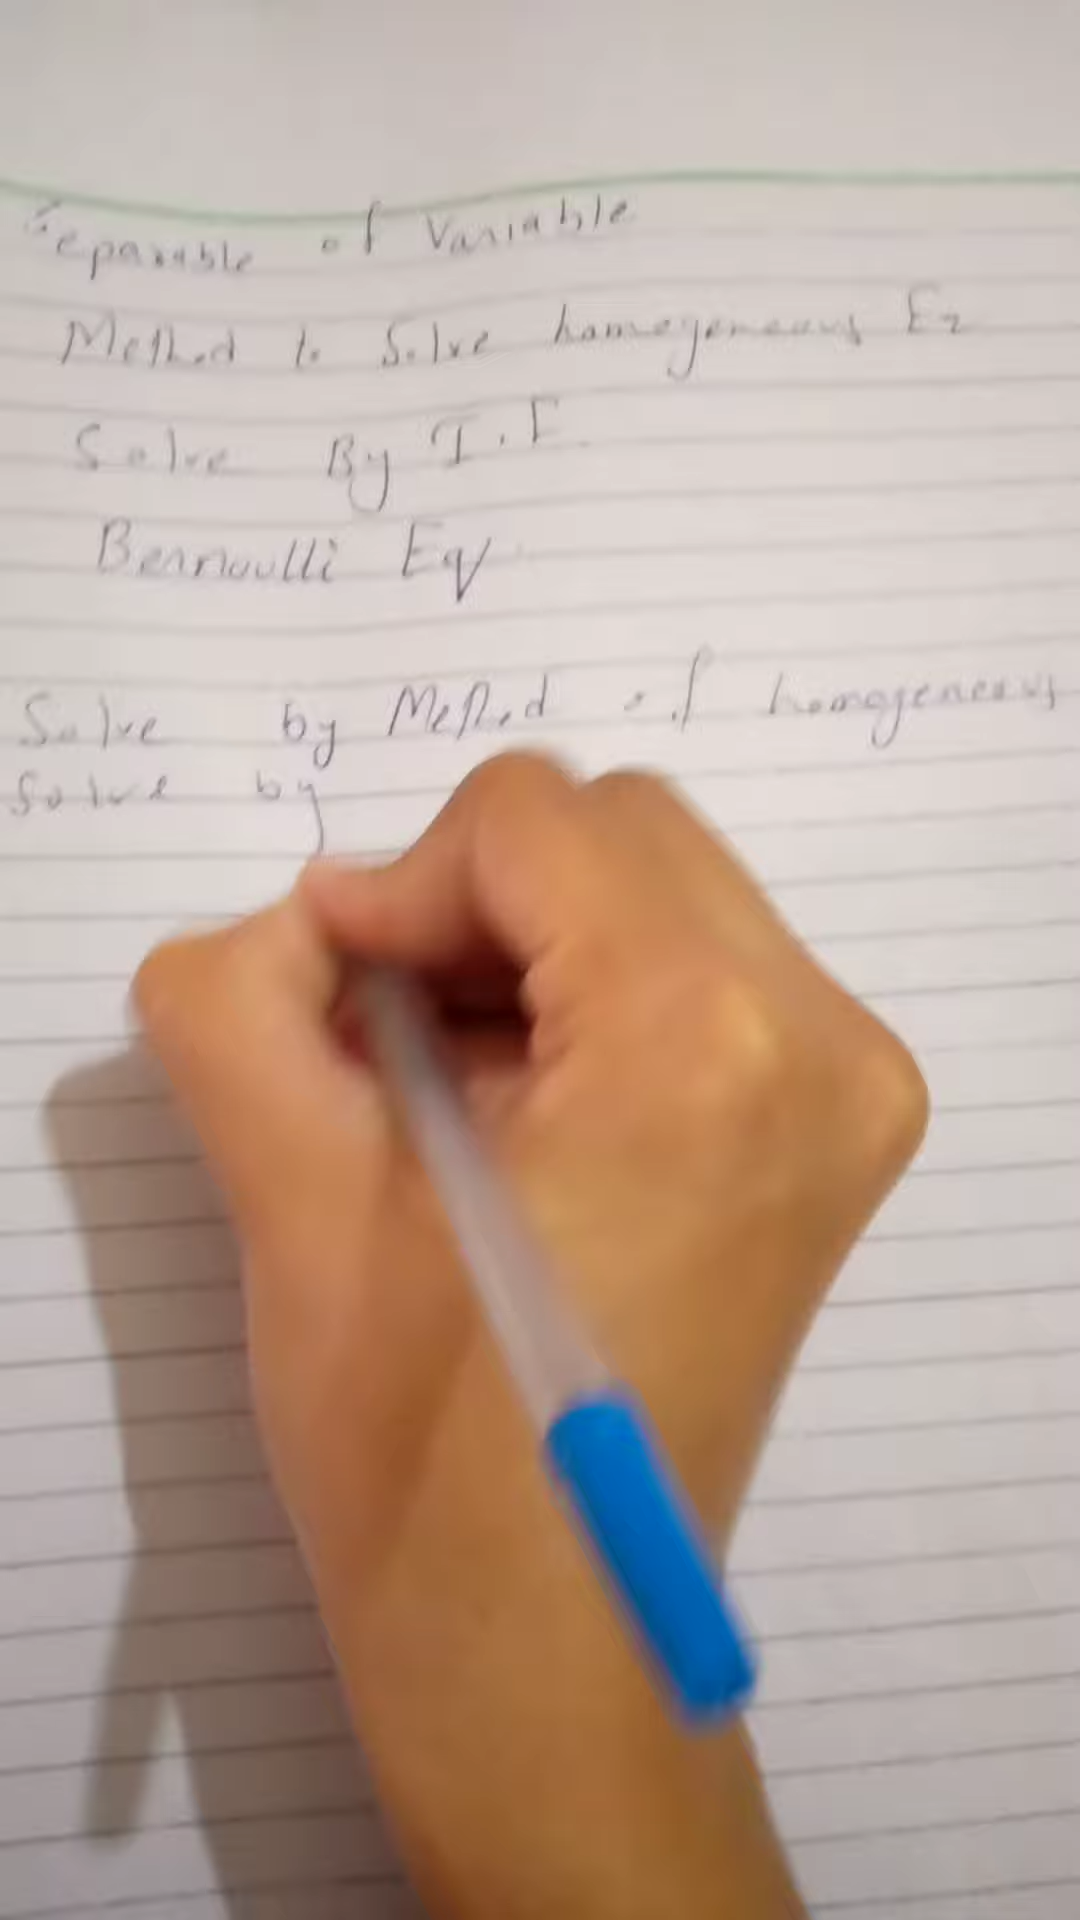 Separable of Variable
Method to Solve homogeneous Eq
Solve By I.F.
Bernoulli Eq
Solve by Method of homogeneous
Solve by